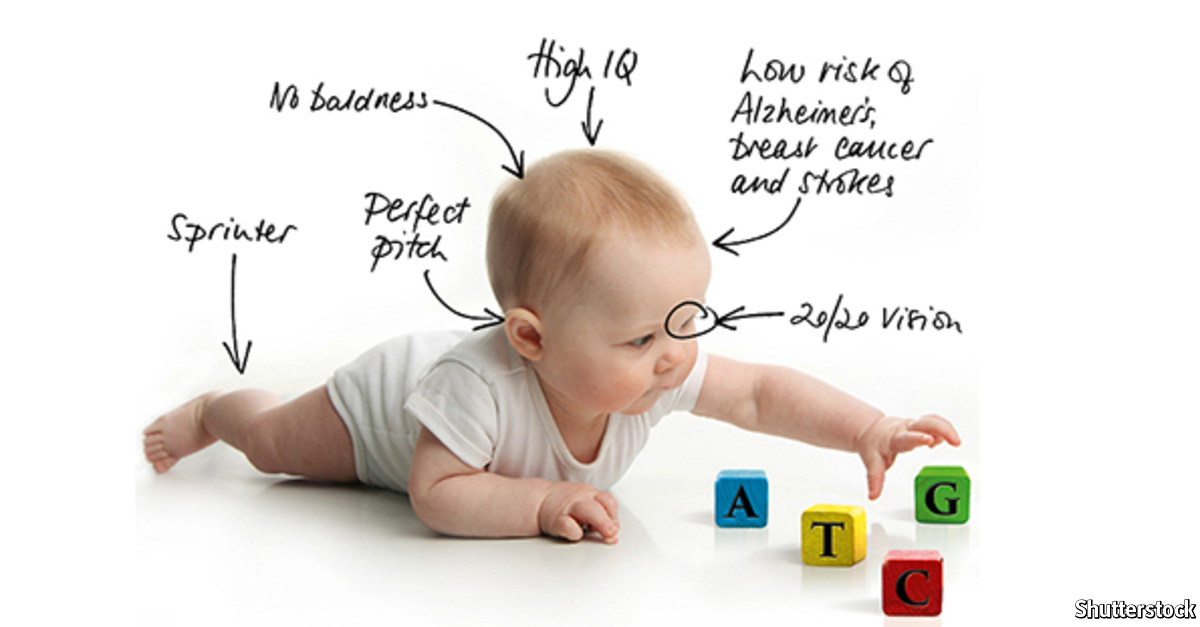 High IQ
No baldness
Low risk of
Alzheimer's,
breast cancer
and strokes
Perfect
pitch
Sprinter
20/20 vision
A
G
T
C
Shutterstock